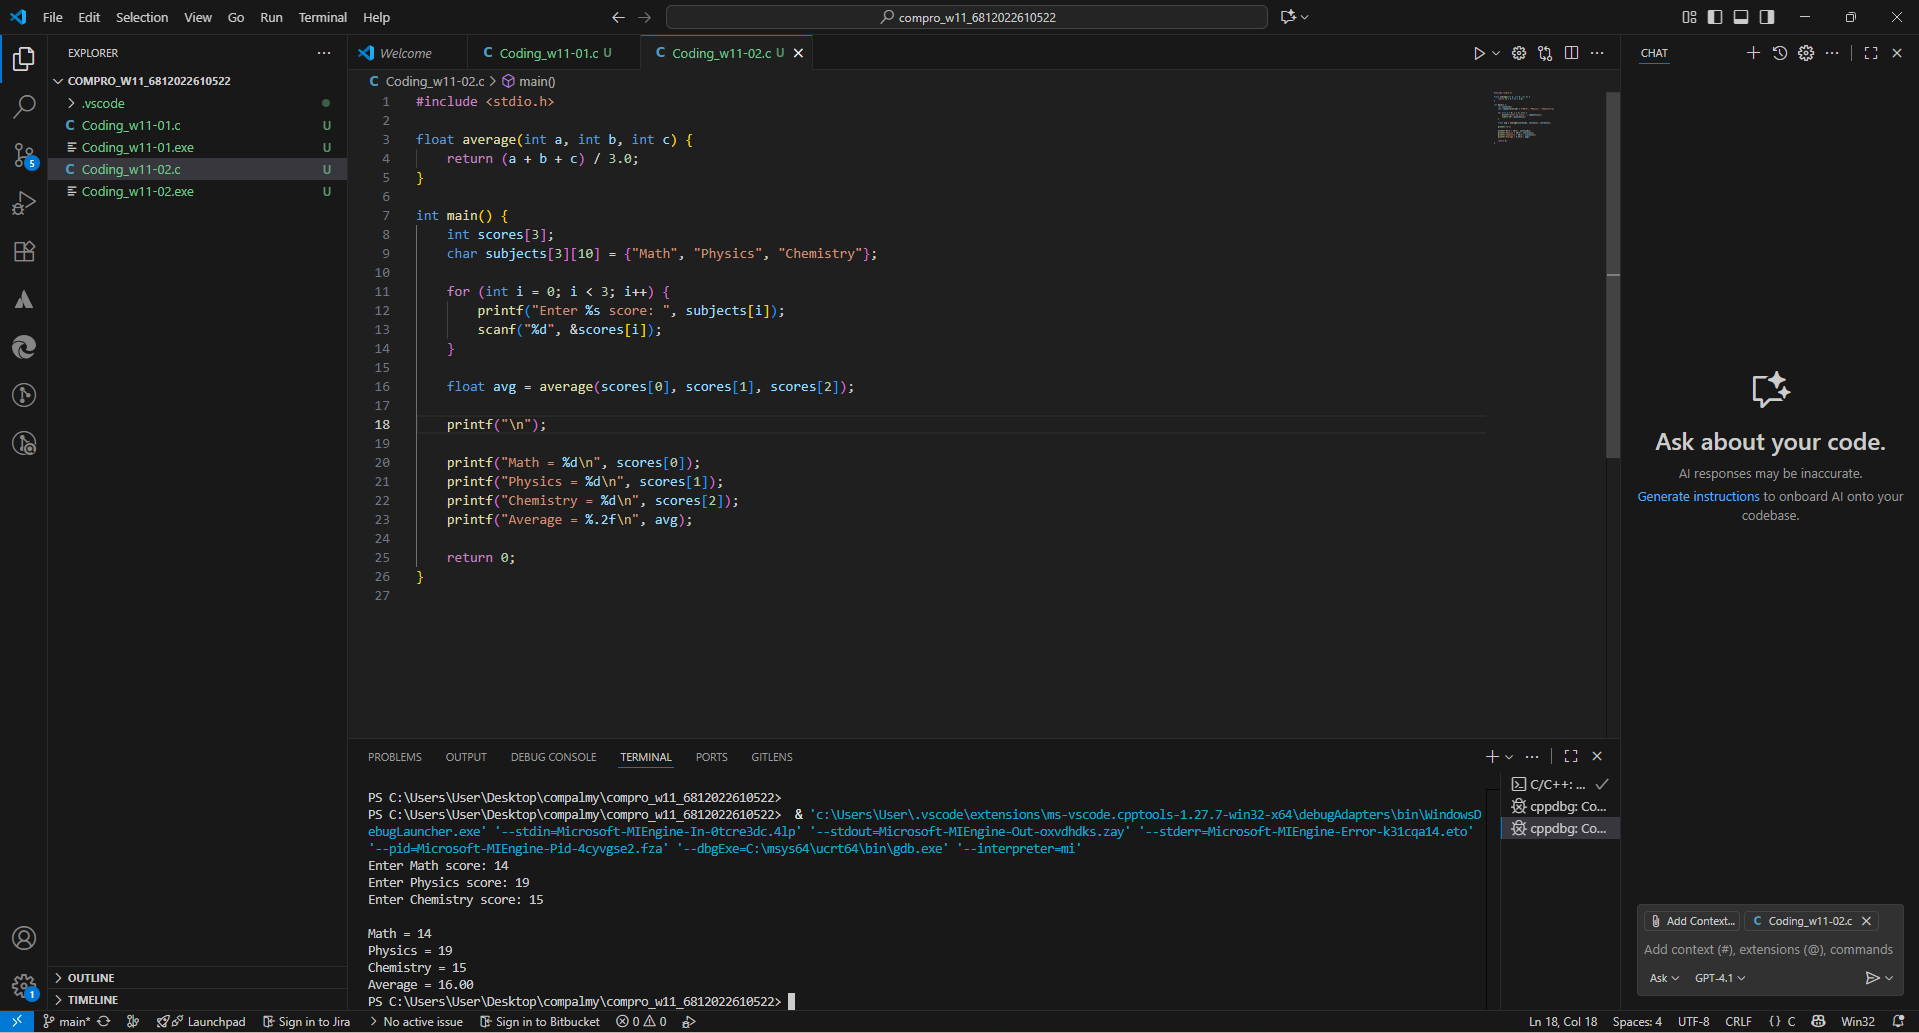 File Edit Selection View Go Run Terminal Help
compro_w11_6812022610522
EXPLORER
COMPRO_W11_6812022610522
.vscode
C Coding_w11-01.c U
Coding_w11-01.exe U
C Coding_w11-02.c U
Coding_w11-02.exe U
OUTLINE
TIMELINE
5
1
Welcome
C Coding_w11-01.c U
C Coding_w11-02.c U
C Coding_w11-02.c > main()
1 #include <stdio.h>
2
3 float average(int a, int b, int c) {
4 return (a + b + c) / 3.0;
5 }
6
7 int main() {
8 int scores[3];
9 char subjects[3][10] = {"Math", "Physics", "Chemistry"};
10
11 for (int i = 0; i < 3; i++) {
12 printf("Enter %s score: ", subjects[i]);
13 scanf("%d", &scores[i]);
14 }
15
16 float avg = average(scores[0], scores[1], scores[2]);
17
18 printf("\n");
19
20 printf("Math = %d\n", scores[0]);
21 printf("Physics = %d\n", scores[1]);
22 printf("Chemistry = %d\n", scores[2]);
23 printf("Average = %.2f\n", avg);
24
25 return 0;
26 }
27
PROBLEMS OUTPUT DEBUG CONSOLE TERMINAL PORTS GITLENS
PS C:\Users\User\Desktop\compalmy\compro_w11_6812022610522>
PS C:\Users\User\Desktop\compalmy\compro_w11_6812022610522> & 'c:\Users\User\.vscode\extensions\ms-vscode.cpptools-1.27.7-win32-x64\debugAdapters\bin\WindowsD
ebugLauncher.exe' '--stdin=Microsoft-MIEngine-In-0tcre3dc.4lp' '--stdout=Microsoft-MIEngine-Out-oxvdhdks.zay' '--stderr=Microsoft-MIEngine-Error-k31cqa14.eto'
'--pid=Microsoft-MIEngine-Pid-4cyvgse2.fza' '--dbgExe=C:\msys64\ucrt64\bin\gdb.exe' '--interpreter=mi'
Enter Math score: 14
Enter Physics score: 19
Enter Chemistry score: 15
Math = 14
Physics = 19
Chemistry = 15
Average = 16.00
PS C:\Users\User\Desktop\compalmy\compro_w11_6812022610522>
C/C++: ...
cppdbg: Co...
cppdbg: Co...
CHAT
Ask about your code.
AI responses may be inaccurate.
Generate instructions to onboard AI onto your
codebase.
Add Context... C Coding_w11-02.c
Add context (#), extensions (@), commands
Ask GPT-4.1
main* Launchpad Sign in to Jira No active issue Sign in to Bitbucket 0 0
Ln 18, Col 18 Spaces: 4 UTF-8 CRLF {} C Win32